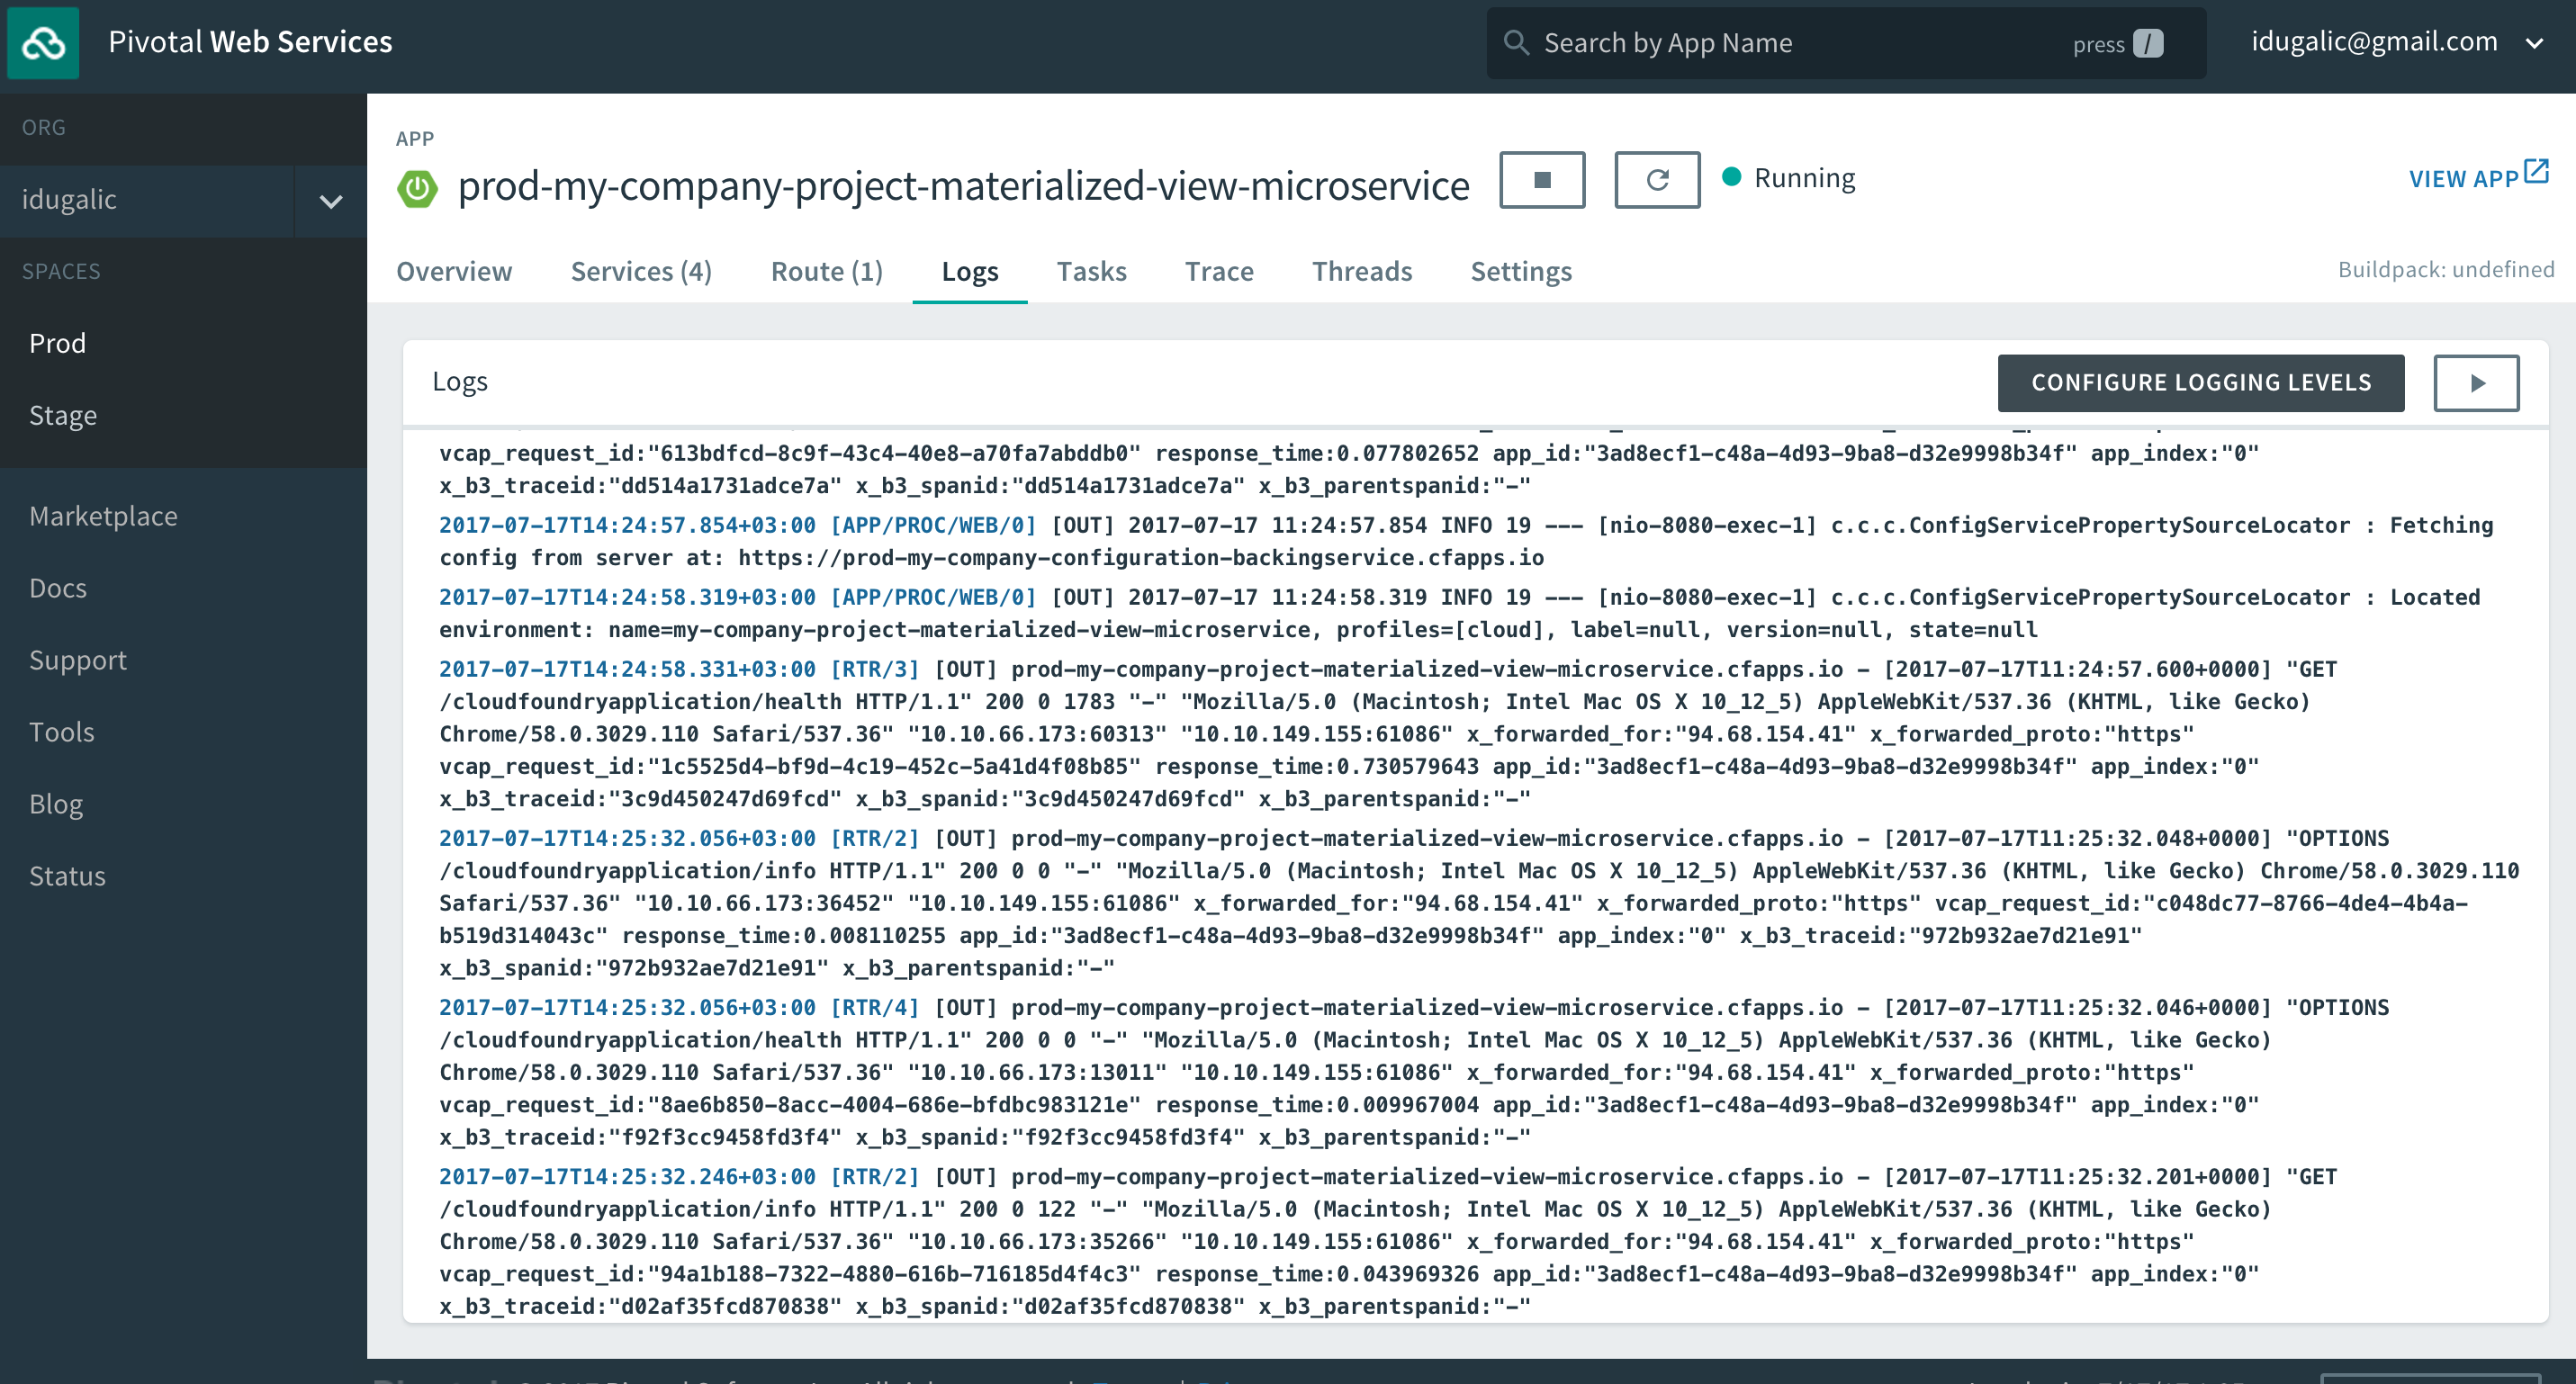 Pivotal Web Services
Search by App Name
press /
idugalic@gmail.com
ORG
idugalic
SPACES
Prod
Stage
Marketplace
Docs
Support
Tools
Blog
Status
APP
prod-my-company-project-materialized-view-microservice
Running
VIEW APP
Overview Services (4) Route (1) Logs Tasks Trace Threads Settings
Buildpack: undefined
Logs
CONFIGURE LOGGING LEVELS
vcap_request_id:"613bdfcd-8c9f-43c4-40e8-a70fa7abddb0" response_time:0.077802652 app_id:"3ad8ecf1-c48a-4d93-9ba8-d32e9998b34f" app_index:"0"
x_b3_traceid:"dd514a1731adce7a" x_b3_spanid:"dd514a1731adce7a" x_b3_parentspanid:"-"
2017-07-17T14:24:57.854+03:00 [APP/PROC/WEB/0] [OUT] 2017-07-17 11:24:57.854 INFO 19 --- [nio-8080-exec-1] c.c.c.ConfigServicePropertySourceLocator : Fetching
config from server at: https://prod-my-company-configuration-backingservice.cfapps.io
2017-07-17T14:24:58.319+03:00 [APP/PROC/WEB/0] [OUT] 2017-07-17 11:24:58.319 INFO 19 --- [nio-8080-exec-1] c.c.c.ConfigServicePropertySourceLocator : Located
environment: name=my-company-project-materialized-view-microservice, profiles=[cloud], label=null, version=null, state=null
2017-07-17T14:24:58.331+03:00 [RTR/3] [OUT] prod-my-company-project-materialized-view-microservice.cfapps.io - [2017-07-17T11:24:57.600+0000] "GET
/cloudfoundryapplication/health HTTP/1.1" 200 0 1783 "-" "Mozilla/5.0 (Macintosh; Intel Mac OS X 10_12_5) AppleWebKit/537.36 (KHTML, like Gecko)
Chrome/58.0.3029.110 Safari/537.36" "10.10.66.173:60313" "10.10.149.155:61086" x_forwarded_for:"94.68.154.41" x_forwarded_proto:"https"
vcap_request_id:"1c5525d4-bf9d-4c19-452c-5a41d4f08b85" response_time:0.730579643 app_id:"3ad8ecf1-c48a-4d93-9ba8-d32e9998b34f" app_index:"0"
x_b3_traceid:"3c9d450247d69fcd" x_b3_spanid:"3c9d450247d69fcd" x_b3_parentspanid:"-"
2017-07-17T14:25:32.056+03:00 [RTR/2] [OUT] prod-my-company-project-materialized-view-microservice.cfapps.io - [2017-07-17T11:25:32.048+0000] "OPTIONS
/cloudfoundryapplication/info HTTP/1.1" 200 0 0 "-" "Mozilla/5.0 (Macintosh; Intel Mac OS X 10_12_5) AppleWebKit/537.36 (KHTML, like Gecko) Chrome/58.0.3029.110
Safari/537.36" "10.10.66.173:36452" "10.10.149.155:61086" x_forwarded_for:"94.68.154.41" x_forwarded_proto:"https" vcap_request_id:"c048dc77-8766-4de4-4b4a-
b519d314043c" response_time:0.008110255 app_id:"3ad8ecf1-c48a-4d93-9ba8-d32e9998b34f" app_index:"0" x_b3_traceid:"972b932ae7d21e91"
x_b3_spanid:"972b932ae7d21e91" x_b3_parentspanid:"-"
2017-07-17T14:25:32.056+03:00 [RTR/4] [OUT] prod-my-company-project-materialized-view-microservice.cfapps.io - [2017-07-17T11:25:32.046+0000] "OPTIONS
/cloudfoundryapplication/health HTTP/1.1" 200 0 0 "-" "Mozilla/5.0 (Macintosh; Intel Mac OS X 10_12_5) AppleWebKit/537.36 (KHTML, like Gecko)
Chrome/58.0.3029.110 Safari/537.36" "10.10.66.173:13011" "10.10.149.155:61086" x_forwarded_for:"94.68.154.41" x_forwarded_proto:"https"
vcap_request_id:"8ae6b850-8acc-4004-686e-bfdbc983121e" response_time:0.009967004 app_id:"3ad8ecf1-c48a-4d93-9ba8-d32e9998b34f" app_index:"0"
x_b3_traceid:"f92f3cc9458fd3f4" x_b3_spanid:"f92f3cc9458fd3f4" x_b3_parentspanid:"-"
2017-07-17T14:25:32.246+03:00 [RTR/2] [OUT] prod-my-company-project-materialized-view-microservice.cfapps.io - [2017-07-17T11:25:32.201+0000] "GET
/cloudfoundryapplication/info HTTP/1.1" 200 0 122 "-" "Mozilla/5.0 (Macintosh; Intel Mac OS X 10_12_5) AppleWebKit/537.36 (KHTML, like Gecko)
Chrome/58.0.3029.110 Safari/537.36" "10.10.66.173:35266" "10.10.149.155:61086" x_forwarded_for:"94.68.154.41" x_forwarded_proto:"https"
vcap_request_id:"94a1b188-7322-4880-616b-716185d4f4c3" response_time:0.043969326 app_id:"3ad8ecf1-c48a-4d93-9ba8-d32e9998b34f" app_index:"0"
x_b3_traceid:"d02af35fcd870838" x_b3_spanid:"d02af35fcd870838" x_b3_parentspanid:"-"